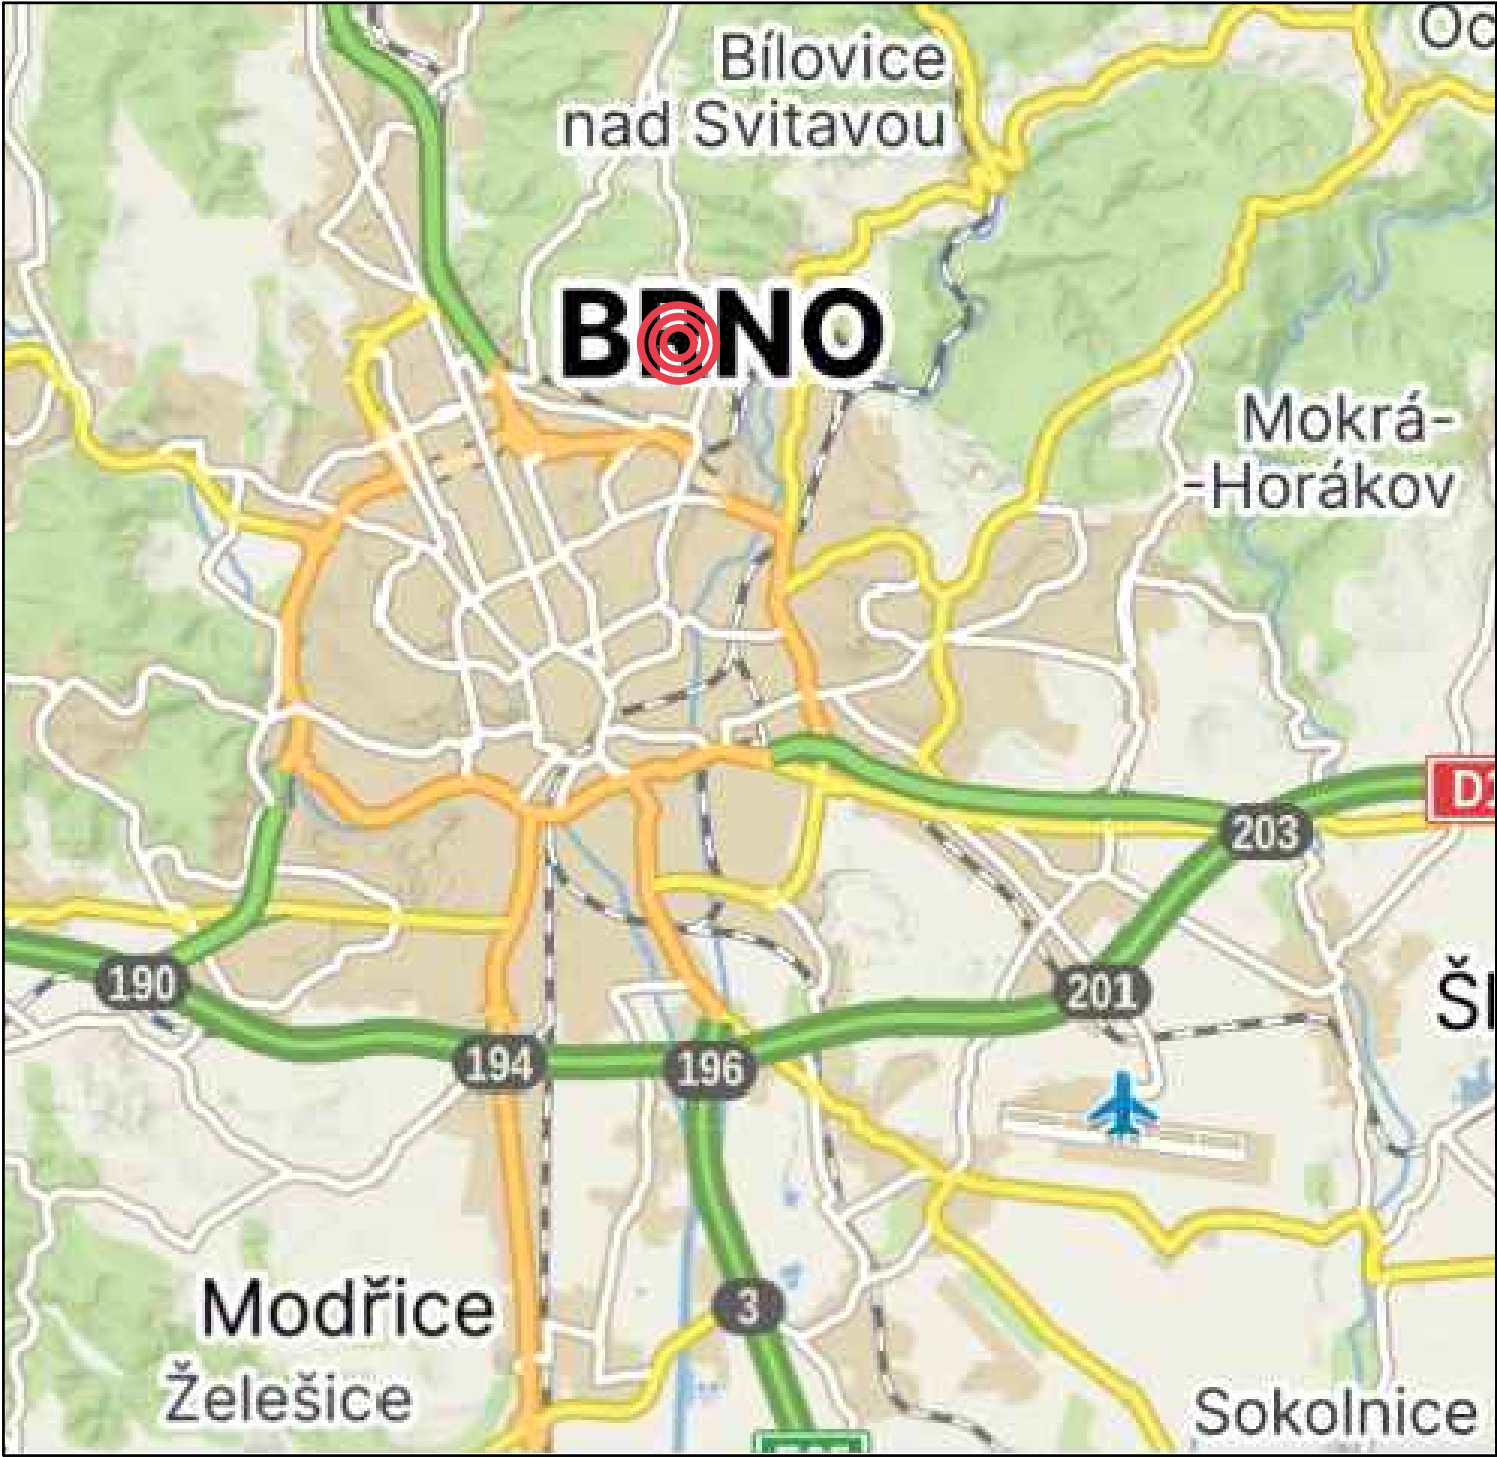 Bílovice
nad Svitavou
BRNO
Mokrá-
-Horákov
203
190
201
194
196
Modřice
3
Želešice
Sokolnice